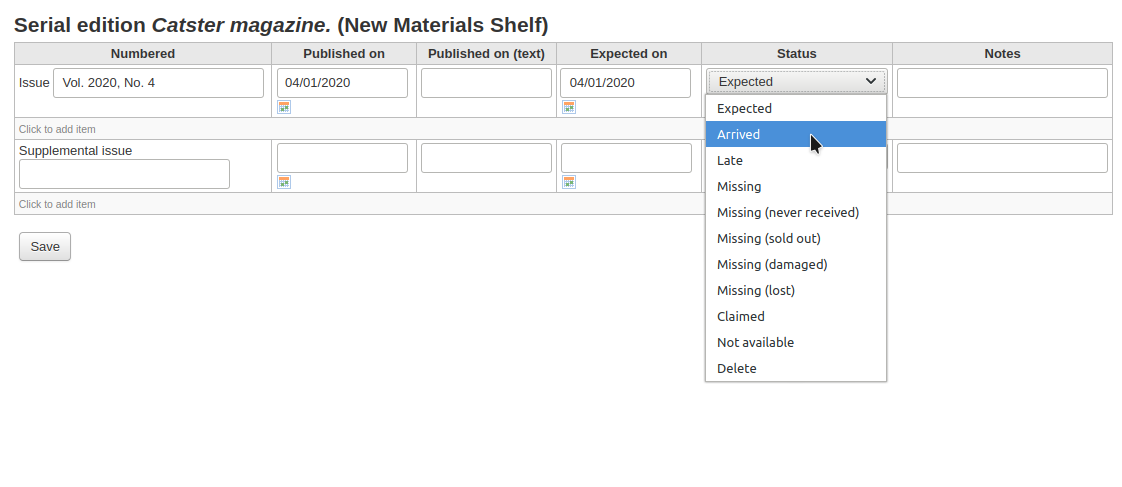 Serial edition Catster magazine. (New Materials Shelf)
Numbered Published on Published on (text) Expected on Status Notes
Issue Vol. 2020, No. 4 04/01/2020 04/01/2020 Expected
Expected
Click to add item
Arrived
Supplemental issue
Late
Missing
Click to add item
Missing (never received)
Missing (sold out)
Save
Missing (damaged)
Missing (lost)
Claimed
Not available
Delete